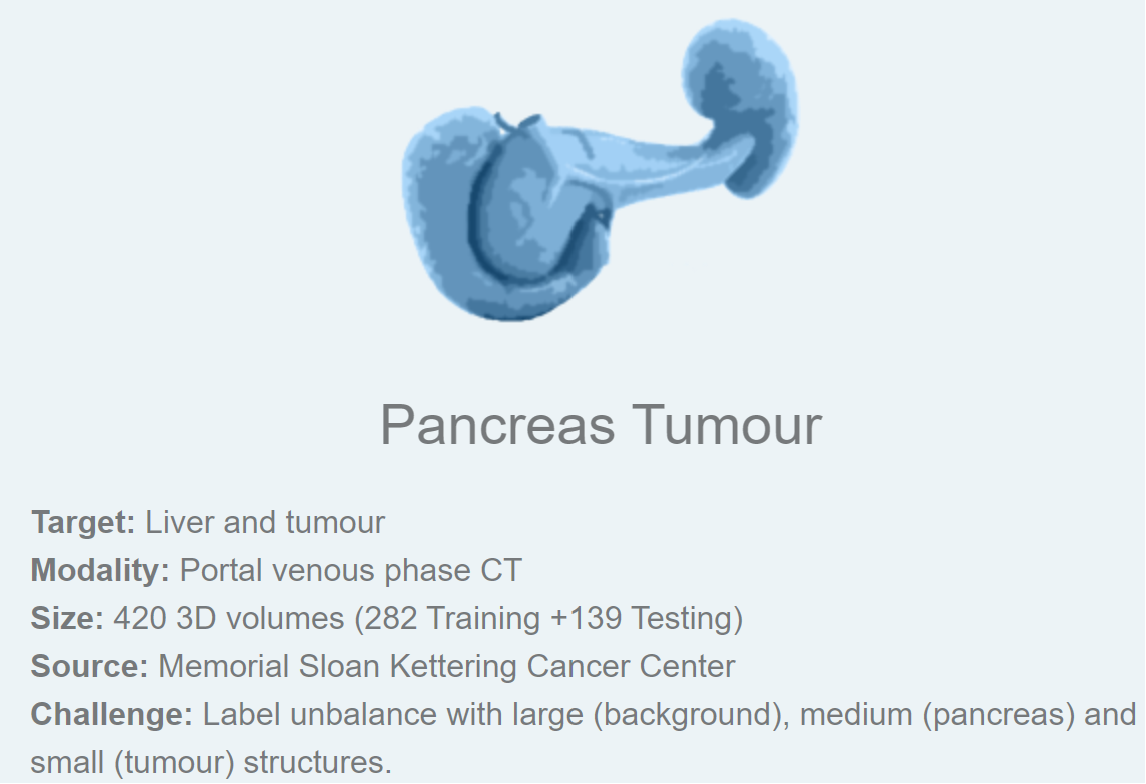 Pancreas Tumour
Target: Liver and tumour
Modality: Portal venous phase CT
Size: 420 3D volumes (282 Training +139 Testing)
Source: Memorial Sloan Kettering Cancer Center
Challenge: Label unbalance with large (background), medium (pancreas) and
small (tumour) structures.